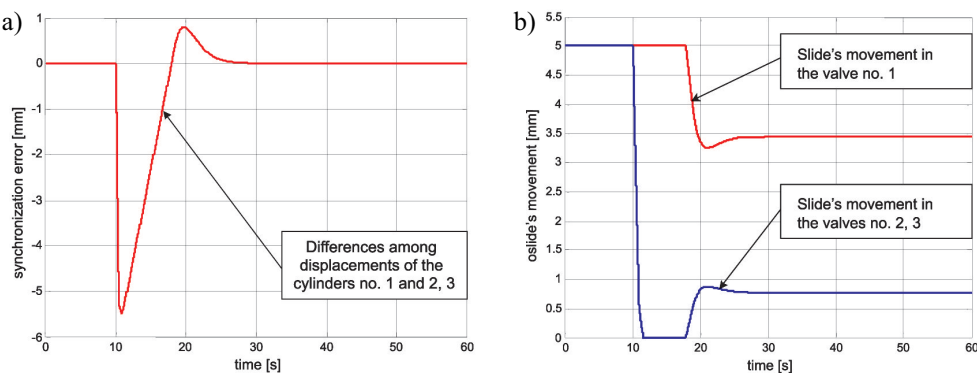 a)
1
0
-1
-2
-3
-4
-5
-6
synchronization error [mm]
0
10
20
30
40
50
60
time [s]
Differences among
displacements of the
cylinders no. 1 and 2, 3
b)
5.5
5
4.5
4
3.5
3
2.5
2
1.5
1
0.5
0
oslide's movement [mm]
0
10
20
30
40
50
60
time [s]
Slide's movement in
the valve no. 1
Slide's movement in
the valves no. 2, 3